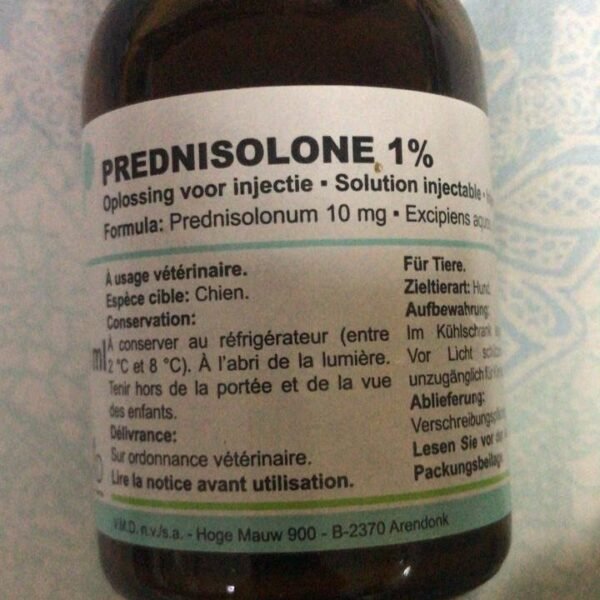 PREDNISOLONE 1%
Oplossing voor injectie ▪ Solution injectable ▪
Formula: Prednisolonum 10 mg ▪ Excipiens
À usage vétérinaire.
Espèce cible: Chien.
Conservation:
À conserver au réfrigérateur (entre
2 °C et 8 °C). À l'abri de la lumière.
Tenir hors de la portée et de la vue
des enfants.
Délivrance:
Sur ordonnance vétérinaire.
Lire la notice avant utilisation.
ml
Für Tiere.
Zieltierart: Hund
Aufbewahrung
Im Kühlschrank
Vor Licht
unzugänglich
Ablieferung:
Lesen Sie vor
Packungsbeilage
V.M.D. n.v./s.a. - Hoge Mauw 900 - B-2370 Arendonk